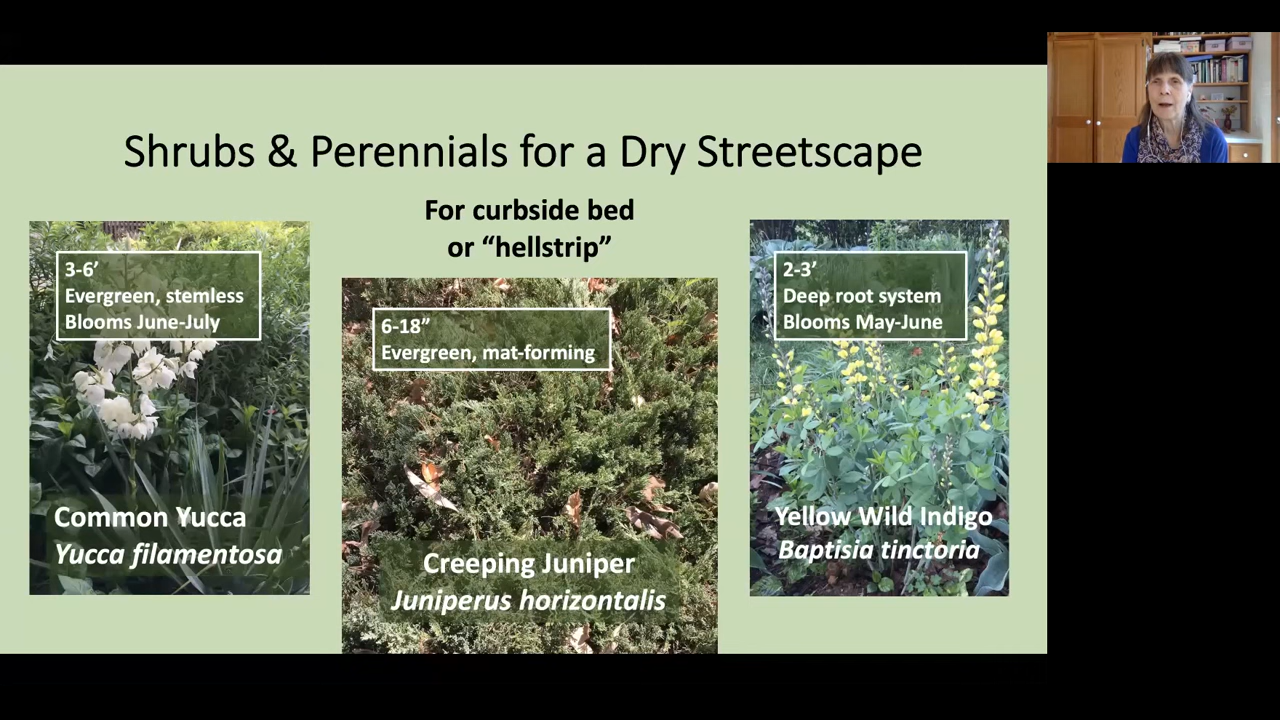 Shrubs & Perennials for a Dry Streetscape
For curbside bed
or “hellstrip”
3-6’
Evergreen, stemless
Blooms June-July
Common Yucca
Yucca filamentosa
6-18”
Evergreen, mat-forming
Creeping Juniper
Juniperus horizontalis
2-3’
Deep root system
Blooms May-June
Yellow Wild Indigo
Baptisia tinctoria